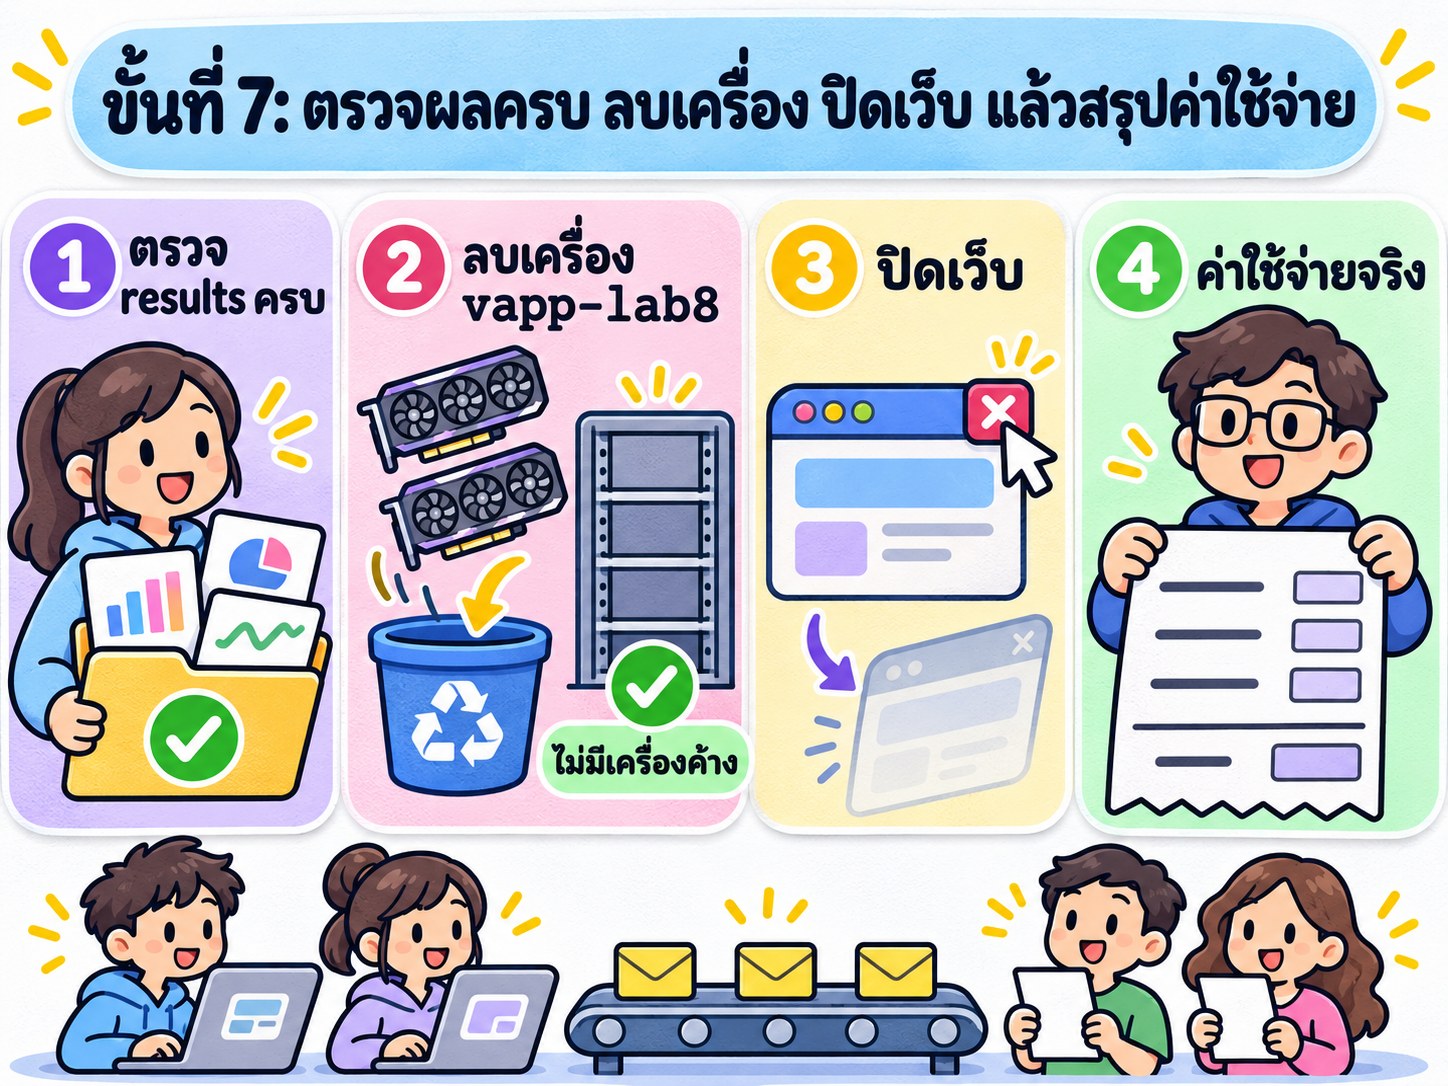 ขั้นที่ 7: ตรวจผลครบ ลบเครื่อง ปิดเว็บ แล้วสรุปค่าใช้จ่าย
1 ตรวจ
results ครบ
2 ลบเครื่อง
vapp-lab8
ไม่มีเครื่องค้าง
3 ปิดเว็บ
4 ค่าใช้จ่ายจริง